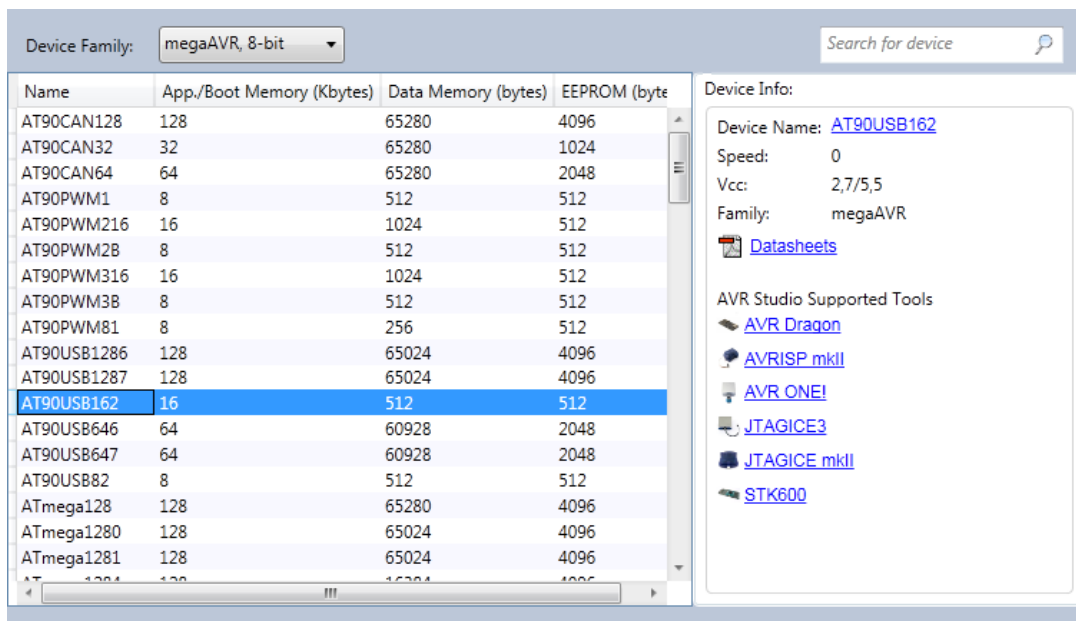 Device Family: megaAVR, 8-bit Search for device
Name App./Boot Memory (Kbytes) Data Memory (bytes) EEPROM (byte
AT90CAN128 128 65280 4096
AT90CAN32 32 65280 1024
AT90CAN64 64 65280 2048
AT90PWM1 8 512 512
AT90PWM216 16 1024 512
AT90PWM2B 8 512 512
AT90PWM316 16 1024 512
AT90PWM3B 8 512 512
AT90PWM81 8 256 512
AT90USB1286 128 65024 4096
AT90USB1287 128 65024 4096
AT90USB162 16 512 512
AT90USB646 64 60928 2048
AT90USB647 64 60928 2048
AT90USB82 8 512 512
ATmega128 128 65280 4096
ATmega1280 128 65024 4096
ATmega1281 128 65024 4096
Device Info:
Device Name: AT90USB162
Speed: 0
Vcc: 2,7/5,5
Family: megaAVR
Datasheets
AVR Studio Supported Tools
AVR Dragon
AVRISP mkII
AVR ONE!
JTAGICE3
JTAGICE mkII
STK600